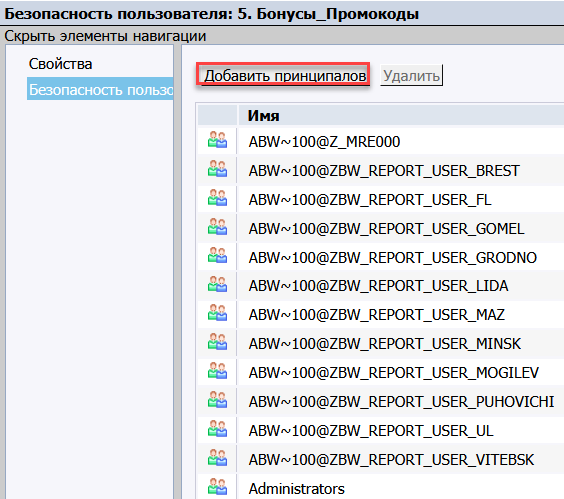 Безопасность пользователя: 5. Бонусы_Промокоды
Скрыть элементы навигации
Свойства
Безопасность пользо
Добавить принципалов Удалить
Имя
ABW~100@Z_MRE000
ABW~100@ZBW_REPORT_USER_BREST
ABW~100@ZBW_REPORT_USER_FL
ABW~100@ZBW_REPORT_USER_GOMEL
ABW~100@ZBW_REPORT_USER_GRODNO
ABW~100@ZBW_REPORT_USER_LIDA
ABW~100@ZBW_REPORT_USER_MAZ
ABW~100@ZBW_REPORT_USER_MINSK
ABW~100@ZBW_REPORT_USER_MOGILEV
ABW~100@ZBW_REPORT_USER_PUHOVICHI
ABW~100@ZBW_REPORT_USER_UL
ABW~100@ZBW_REPORT_USER_VITEBSK
Administrators